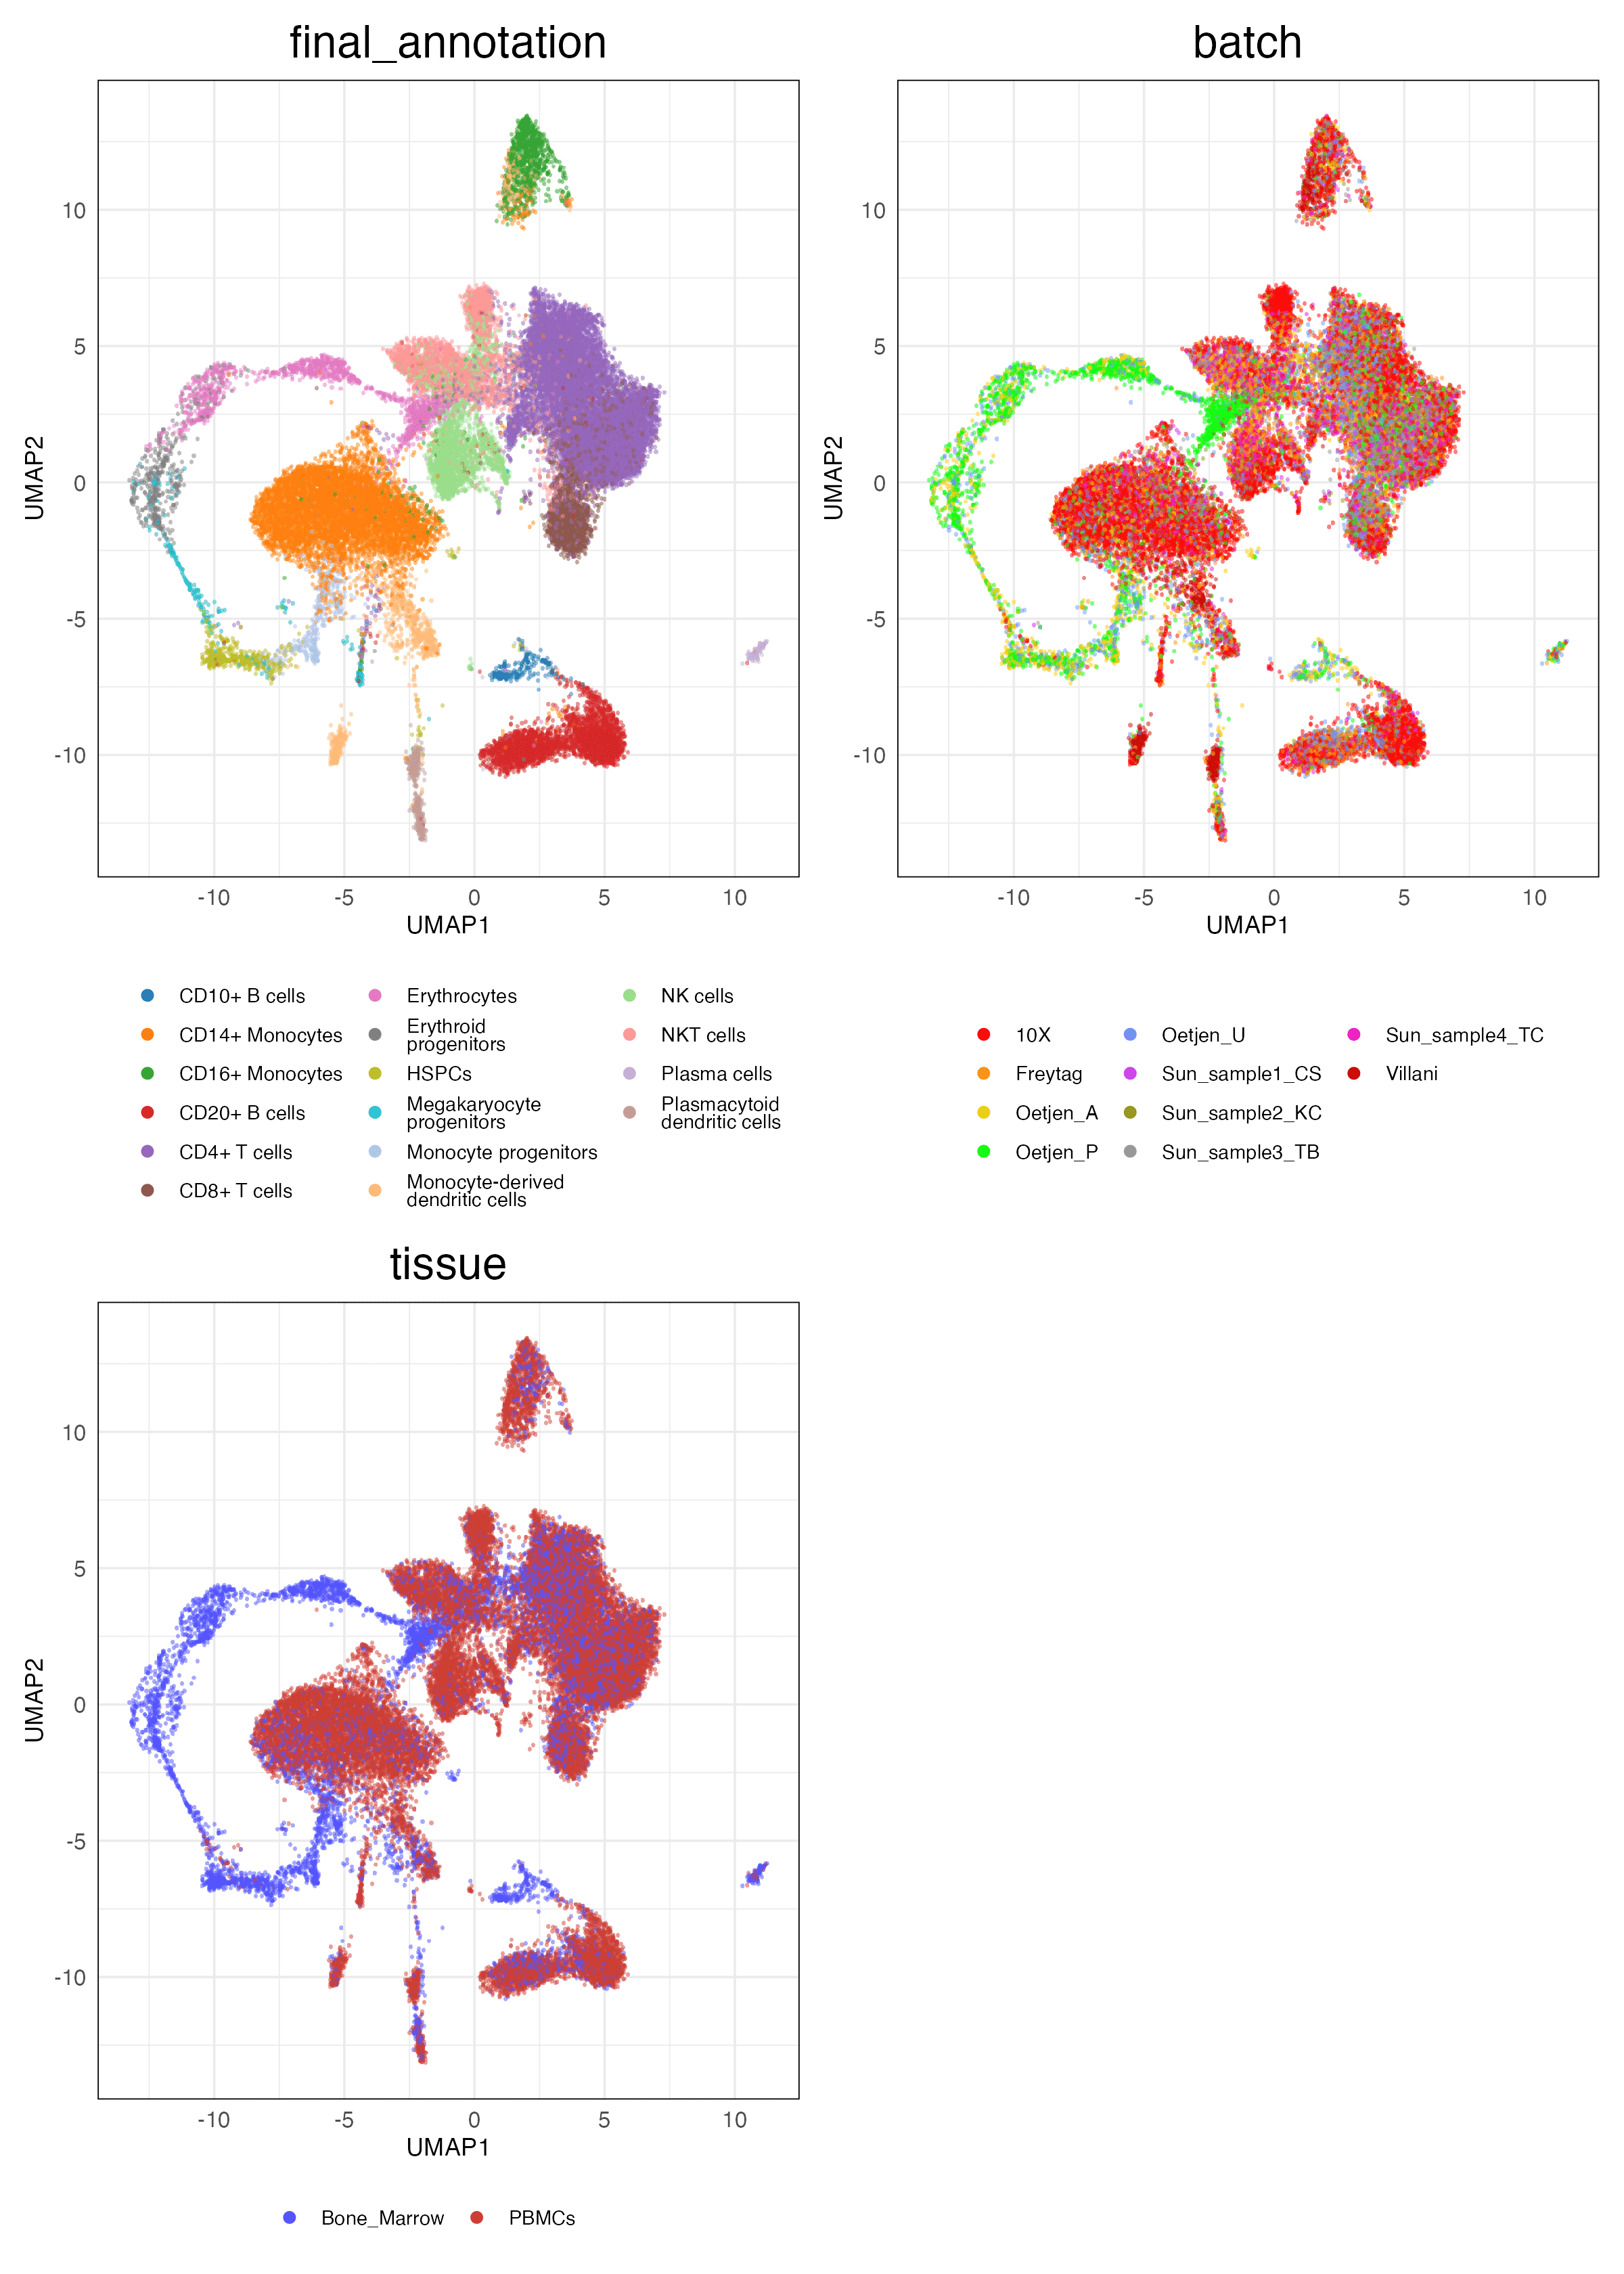 final_annotation
batch
UMAP2
10
5
0
-5
-10
-10
-5
0
5
10
UMAP1
UMAP2
10
5
0
-5
-10
-10
-5
0
5
10
UMAP1
CD10+ B cells
CD14+ Monocytes
CD16+ Monocytes
CD20+ B cells
CD4+ T cells
CD8+ T cells
Erythrocytes
Erythroid
progenitors
HSPCs
Megakaryocyte
progenitors
Monocyte progenitors
Monocyte-derived
dendritic cells
NK cells
NKT cells
Plasma cells
Plasmacytoid
dendritic cells
10X
Freytag
Oetjen_A
Oetjen_P
Oetjen_U
Sun_sample1_CS
Sun_sample2_KC
Sun_sample3_TB
Sun_sample4_TC
Villani
tissue
UMAP2
10
5
0
-5
-10
-10
-5
0
5
10
UMAP1
Bone_Marrow
PBMCs